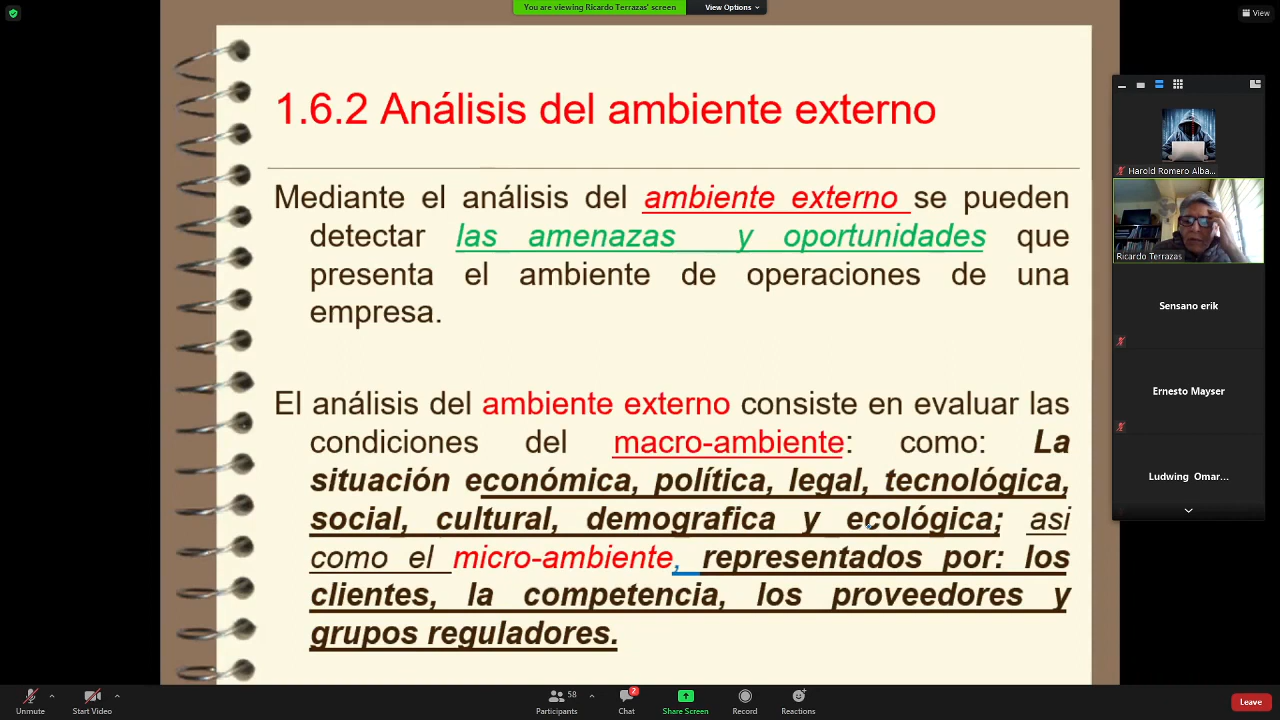 You are viewing Ricardo Terrazas' screen
View Options
View
1.6.2 Análisis del ambiente externo
Mediante el análisis del ambiente externo se pueden
detectar las amenazas y oportunidades que
presenta el ambiente de operaciones de una
empresa.
El análisis del ambiente externo consiste en evaluar las
condiciones del macro-ambiente: como: La
situación económica, política, legal, tecnológica,
social, cultural, demografica y ecológica; asi
como el micro-ambiente, representados por: los
clientes, la competencia, los proveedores y
grupos reguladores.
Harold Romero Alba...
Ricardo Terrazas
Sensano erik
Ernesto Mayser
Ludwing Omar...
Unmute
Start Video
58
Participants
2
Chat
Share Screen
Record
Reactions
Leave